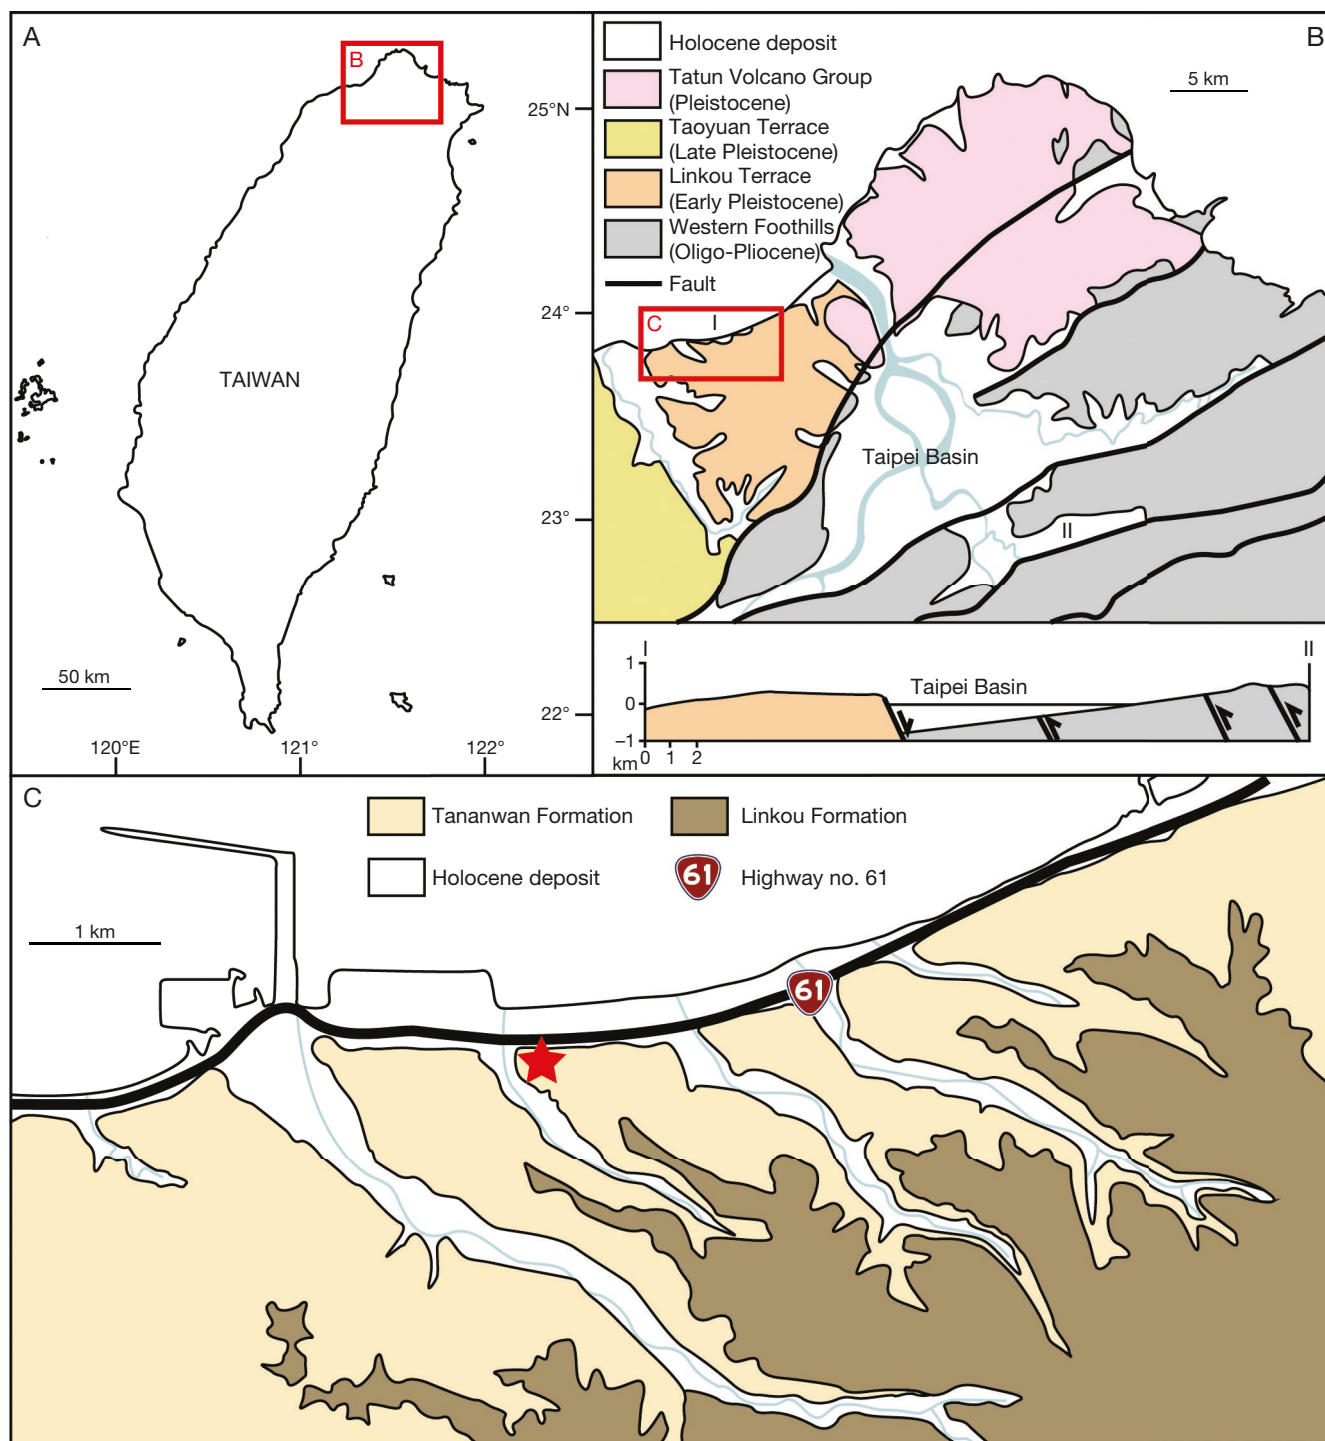 A
B
TAIWAN
50 km
120°E
121°
122°
25°N
24°
23°
22°
B
Holocene deposit
Tatun Volcano Group
(Pleistocene)
Taoyuan Terrace
(Late Pleistocene)
Linkou Terrace
(Early Pleistocene)
Western Foothills
(Oligo-Pliocene)
Fault
5 km
C
I
Taipei Basin
II
I
II
1
0
−1
km
0
1
2
Taipei Basin
C
Tananwan Formation
Linkou Formation
Holocene deposit
61
Highway no. 61
1 km
61